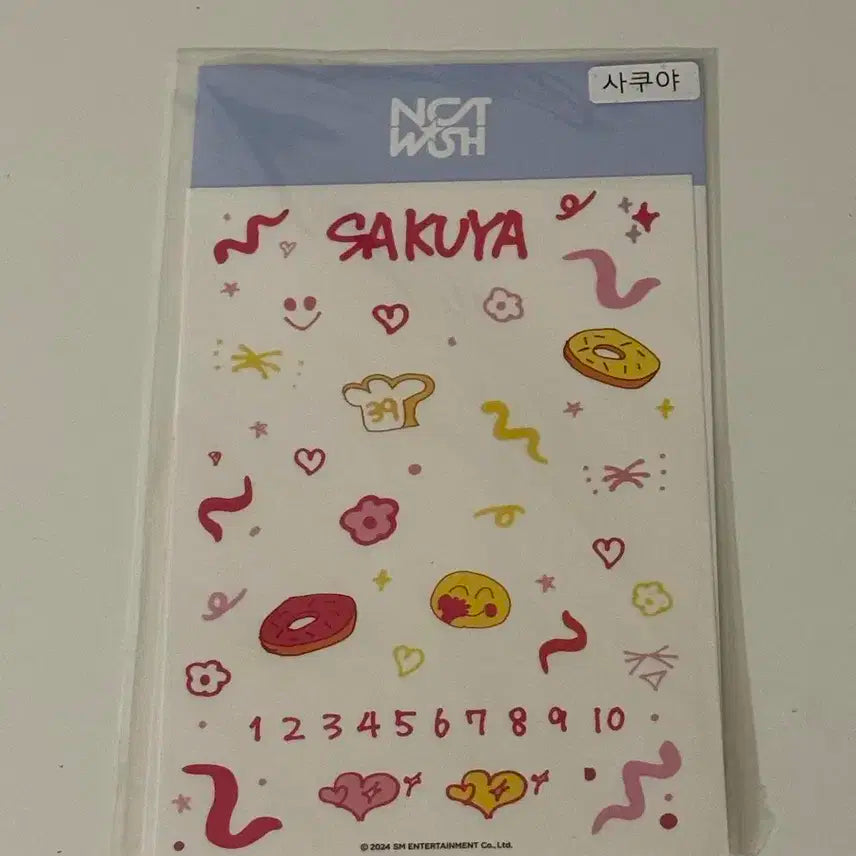 사쿠야
NCT
WISH
SAKUYA
39
1 2 3 4 5 6 7 8 9 10
© 2024 SM ENTERTAINMENT Co., Ltd.